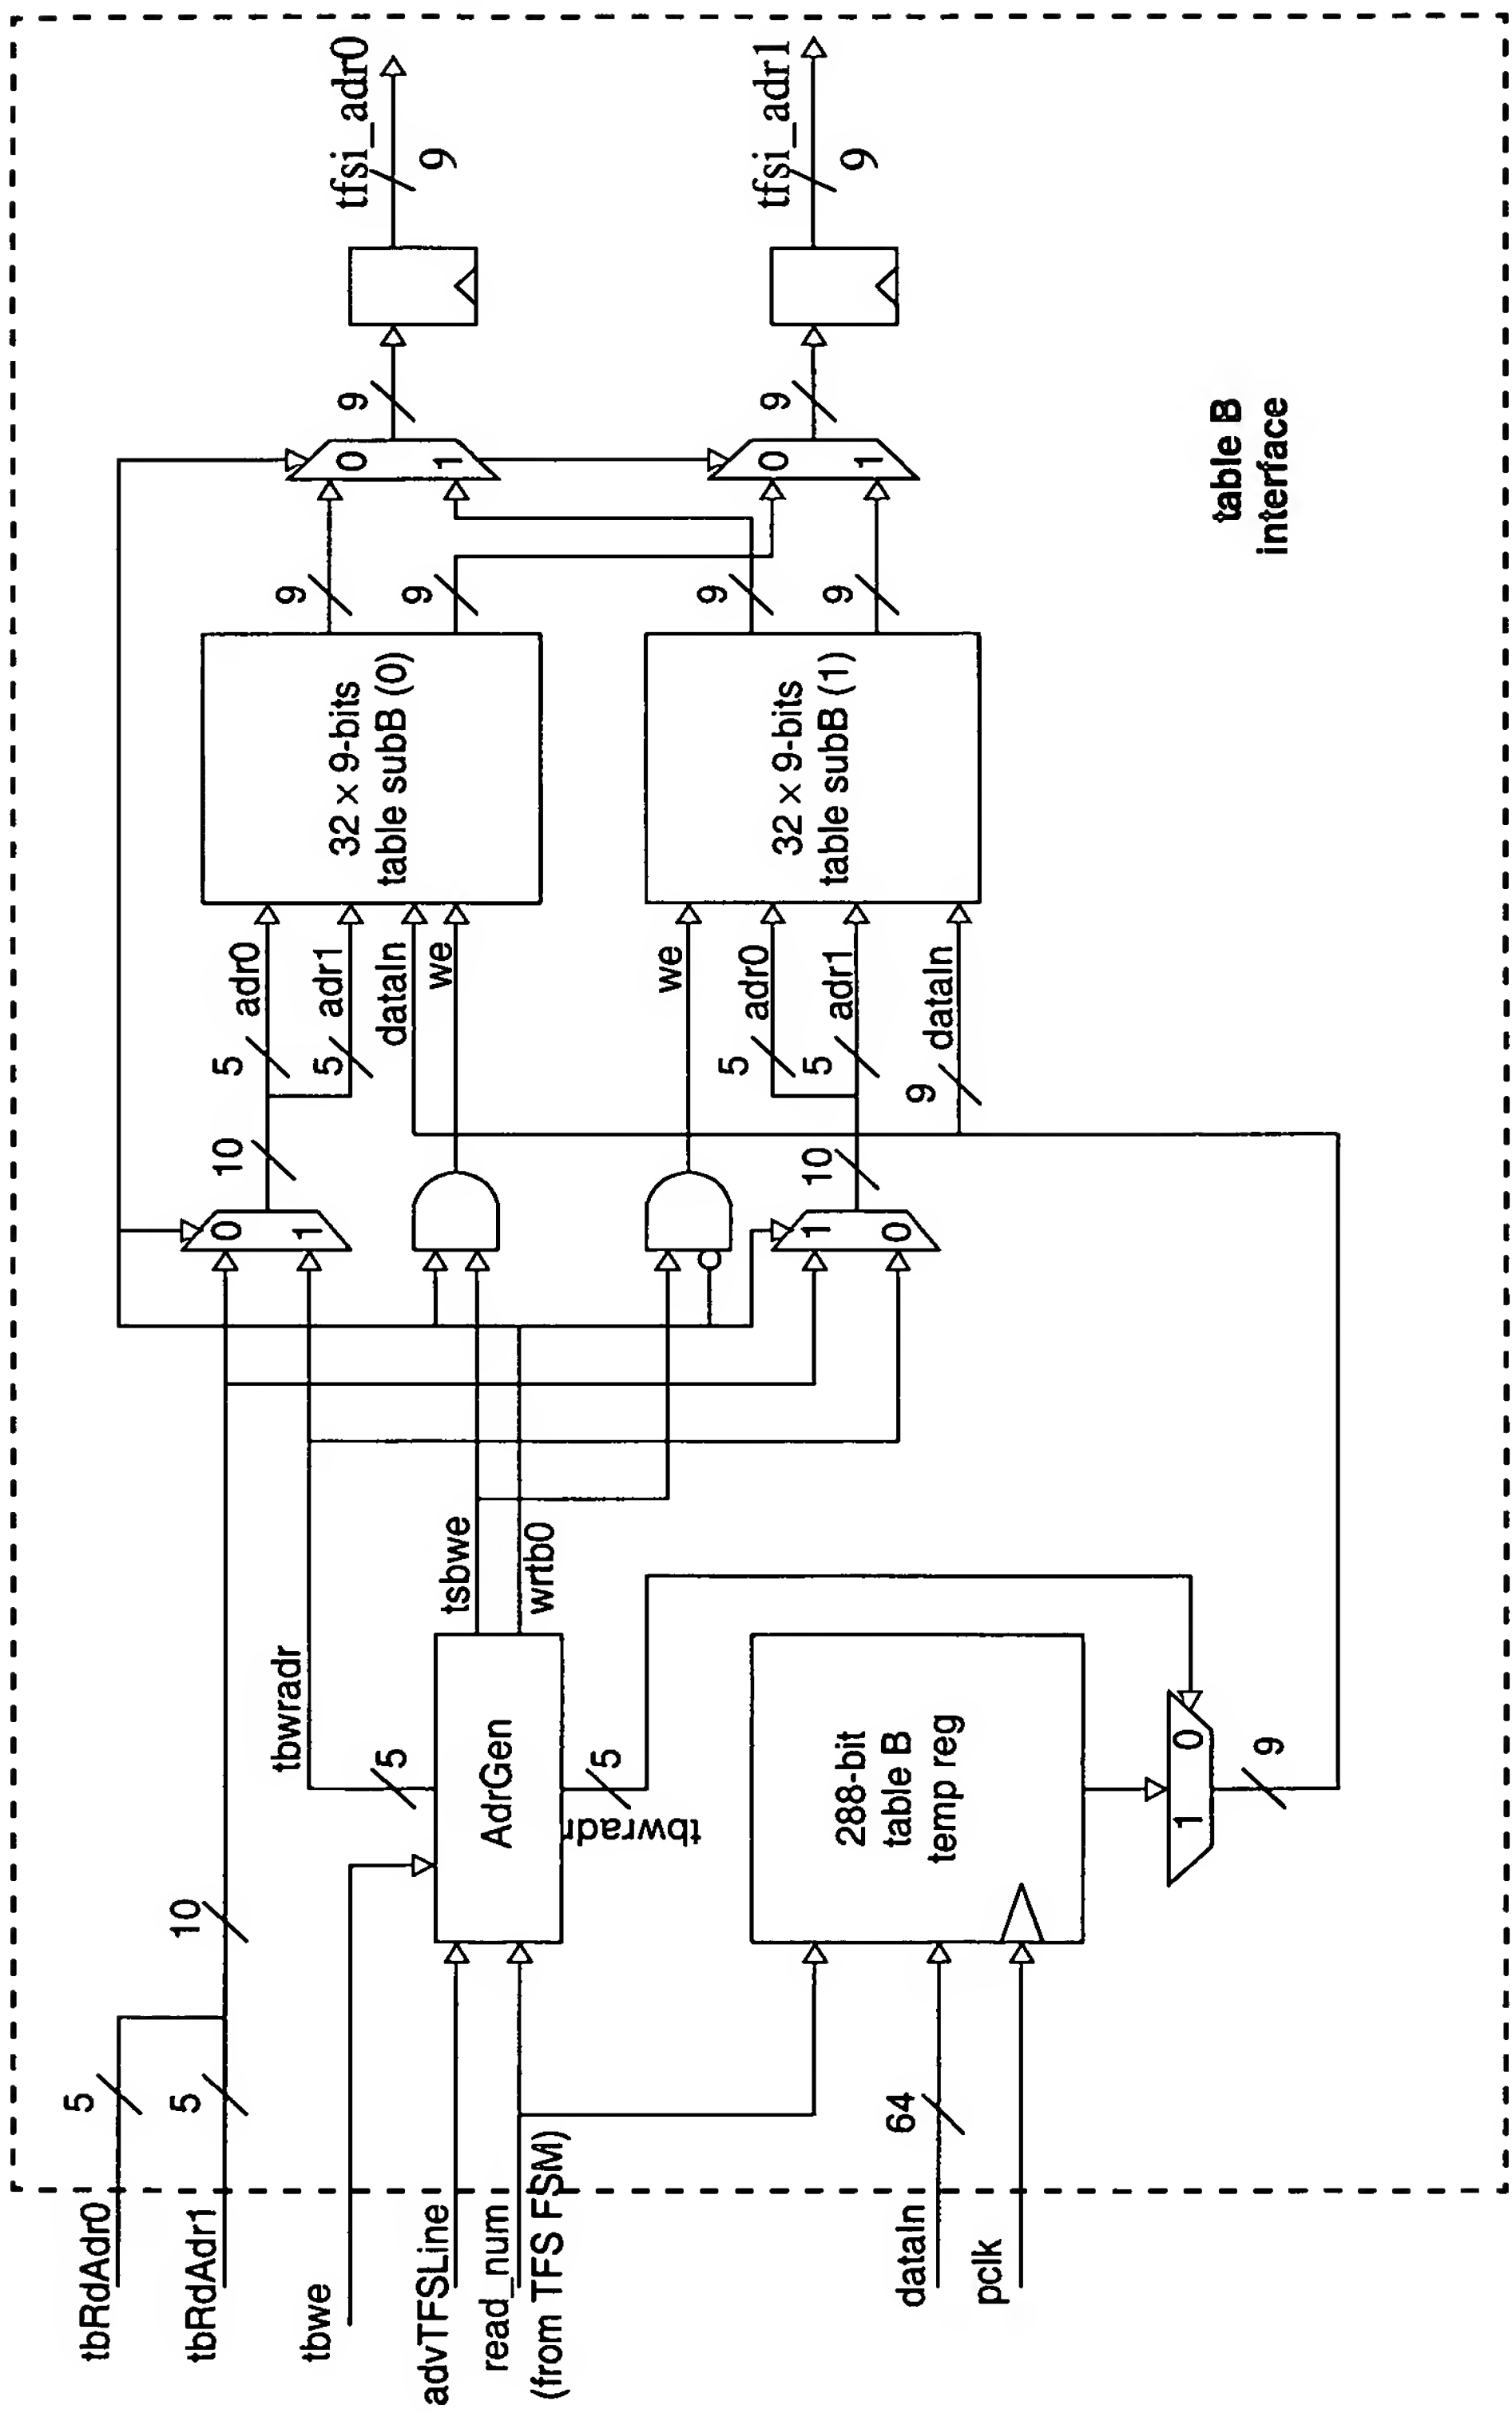 tbRdAdr0
5
tbRdAdr1
5
10
tbwe
advTFSLine
read_num
(from TFS FSM)
dataIn
64
pclk
tbwradr
5
AdrGen
5
tbwradr
tsbwe
wrtb0
288-bit
table B
temp reg
1
0
9
0
1
10
5
adr0
5
adr1
dataIn
we
we
5
adr0
5
adr1
9
dataIn
1
0
10
32 × 9-bits
table subB (0)
32 × 9-bits
table subB (1)
9
9
9
9
0
1
9
0
1
9
tfsi_adr0
9
tfsi_adr1
9
table B
interface